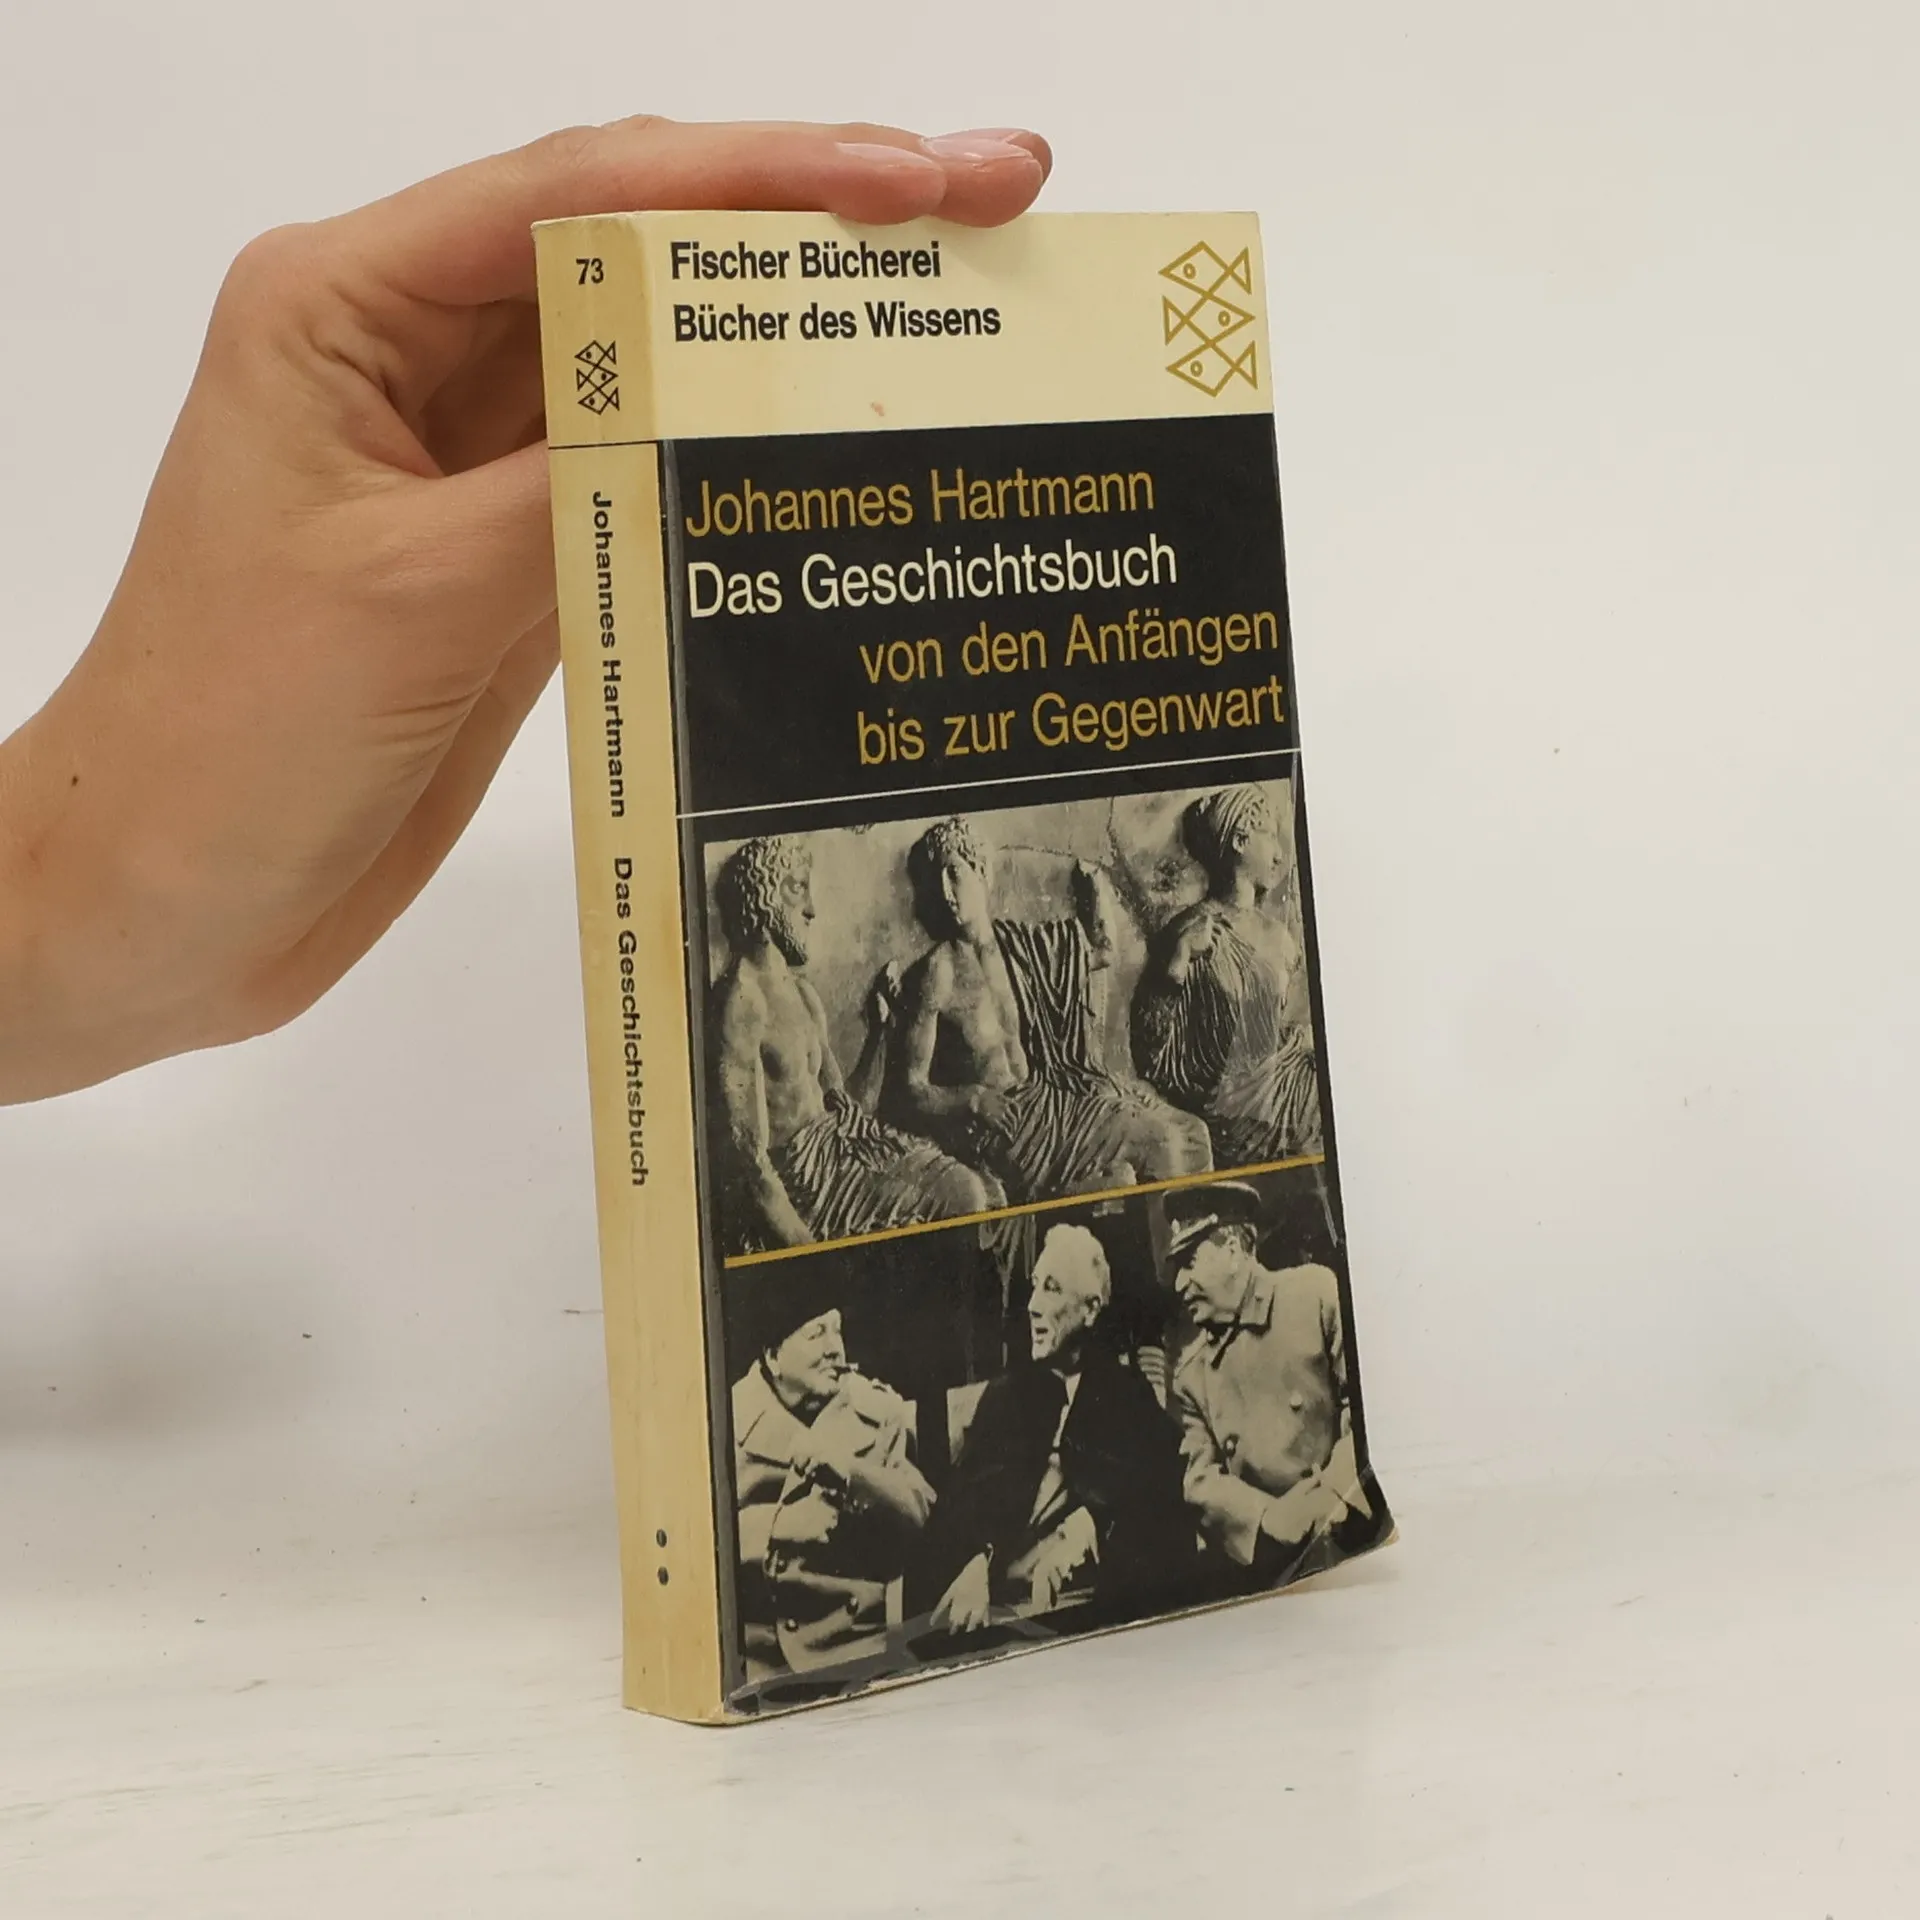 73
Fischer Bücherei
Bücher des Wissens
Johannes Hartmann
Das Geschichtsbuch
von den Anfängen
bis zur Gegenwart
Johannes Hartmann Das Geschichtsbuch